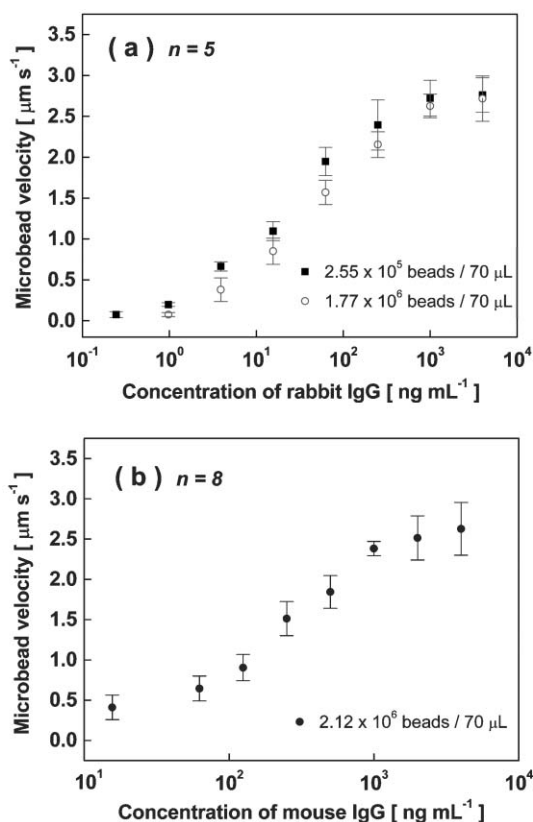 ( a ) n = 5
Microbead velocity [ μm s⁻¹ ]
3.5
3.0
2.5
2.0
1.5
1.0
0.5
0.0
■ 2.55 x 10⁵ beads / 70 μL
○ 1.77 x 10⁶ beads / 70 μL
10⁻¹ 10⁰ 10¹ 10² 10³ 10⁴
Concentration of rabbit IgG [ ng mL⁻¹ ]
( b ) n = 8
Microbead velocity [ μm s⁻¹ ]
3.5
3.0
2.5
2.0
1.5
1.0
0.5
0.0
● 2.12 x 10⁶ beads / 70 μL
10¹ 10² 10³ 10⁴
Concentration of mouse IgG [ ng mL⁻¹ ]